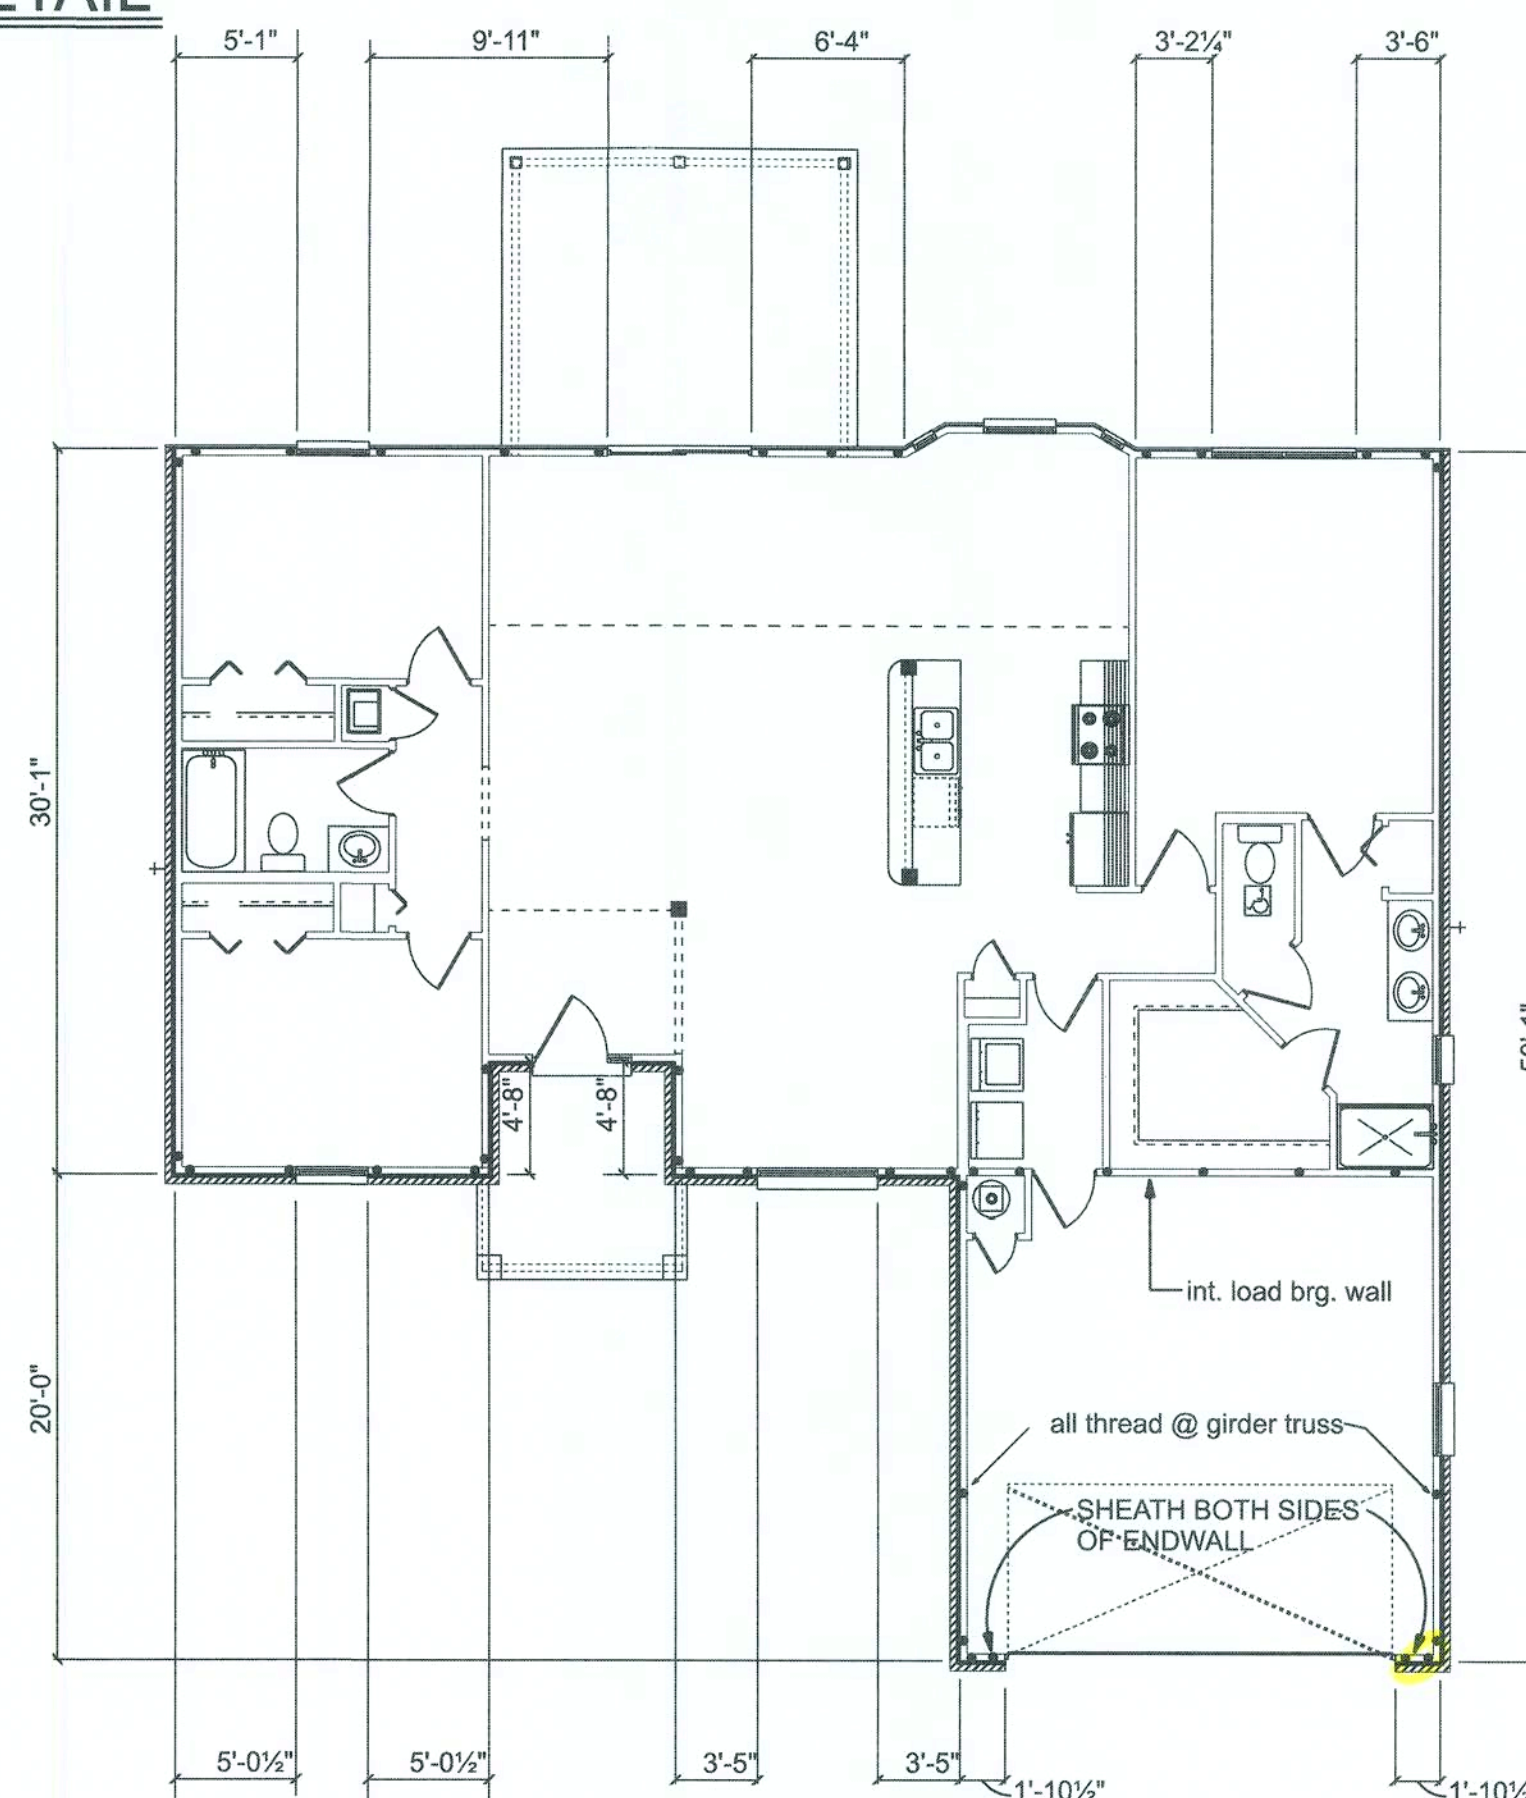 5'-1" 9'-11" 6'-4" 3'-2¼" 3'-6"
30'-1"
4'-8" 4'-8"
int. load brg. wall
20'-0"
all thread @ girder truss
SHEATH BOTH SIDES
OF ENDWALL
5'-0½" 5'-0½" 3'-5" 3'-5"
1'-10½"